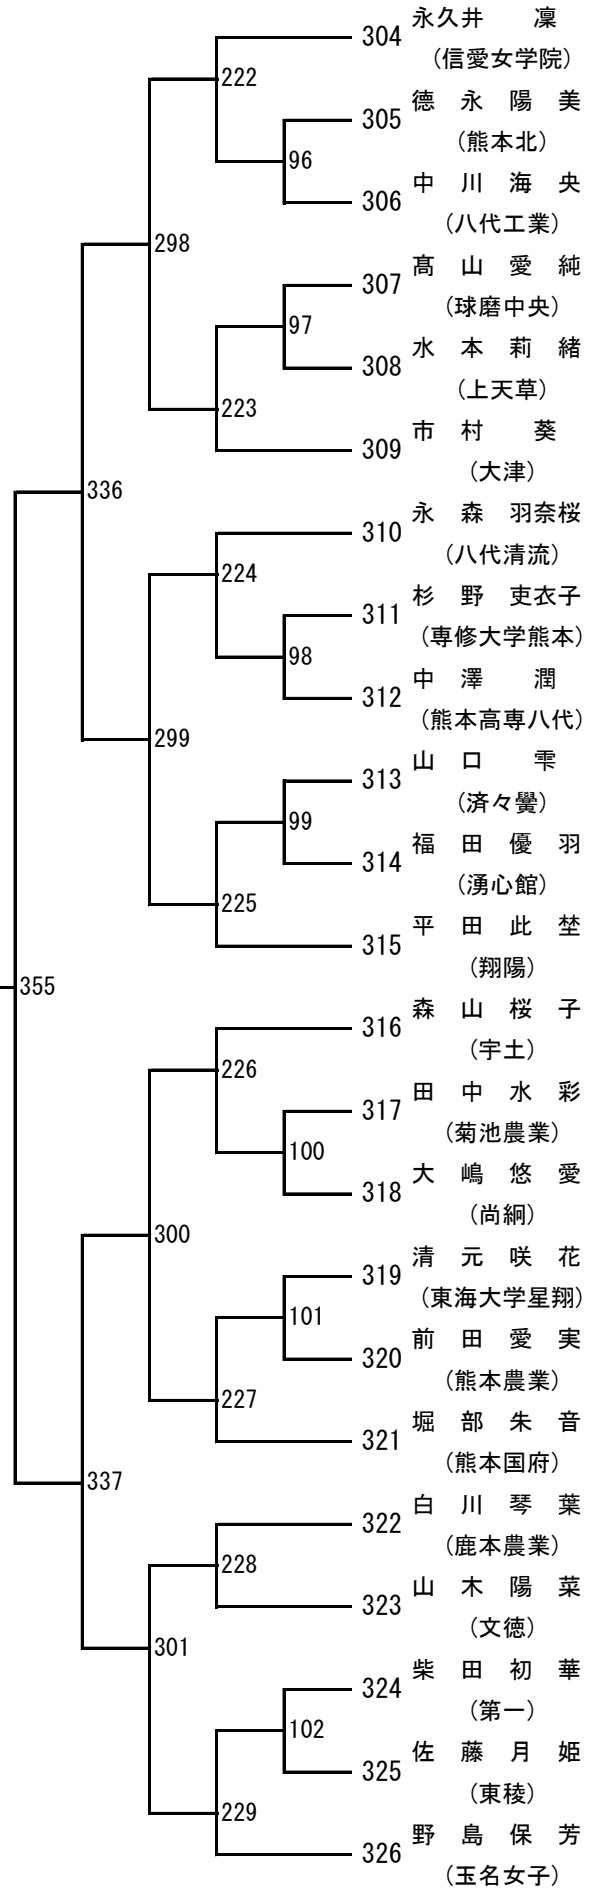 304 永久井 凜
(信愛女学院)
222
305 德永陽美
(熊本北)
96
306 中川海央
(八代工業)
298
307 髙山愛純
(球磨中央)
97
308 水本莉緒
(上天草)
223
309 市村 葵
(大津)
336
310 永森羽奈桜
(八代清流)
224
311 杉野吏衣子
(専修大学熊本)
98
312 中澤 潤
(熊本高専八代)
299
313 山口 雫
(済々黌)
99
314 福田優羽
(湧心館)
225
315 平田此埜
(翔陽)
355
316 森山桜子
(宇土)
226
317 田中水彩
(菊池農業)
100
318 大嶋悠愛
(尚絅)
300
319 清元咲花
(東海大学星翔)
101
320 前田愛実
(熊本農業)
227
321 堀部朱音
(熊本国府)
337
322 白川琴葉
(鹿本農業)
228
323 山木陽菜
(文徳)
301
324 柴田初華
(第一)
102
325 佐藤月姫
(東稜)
229
326 野島保芳
(玉名女子)